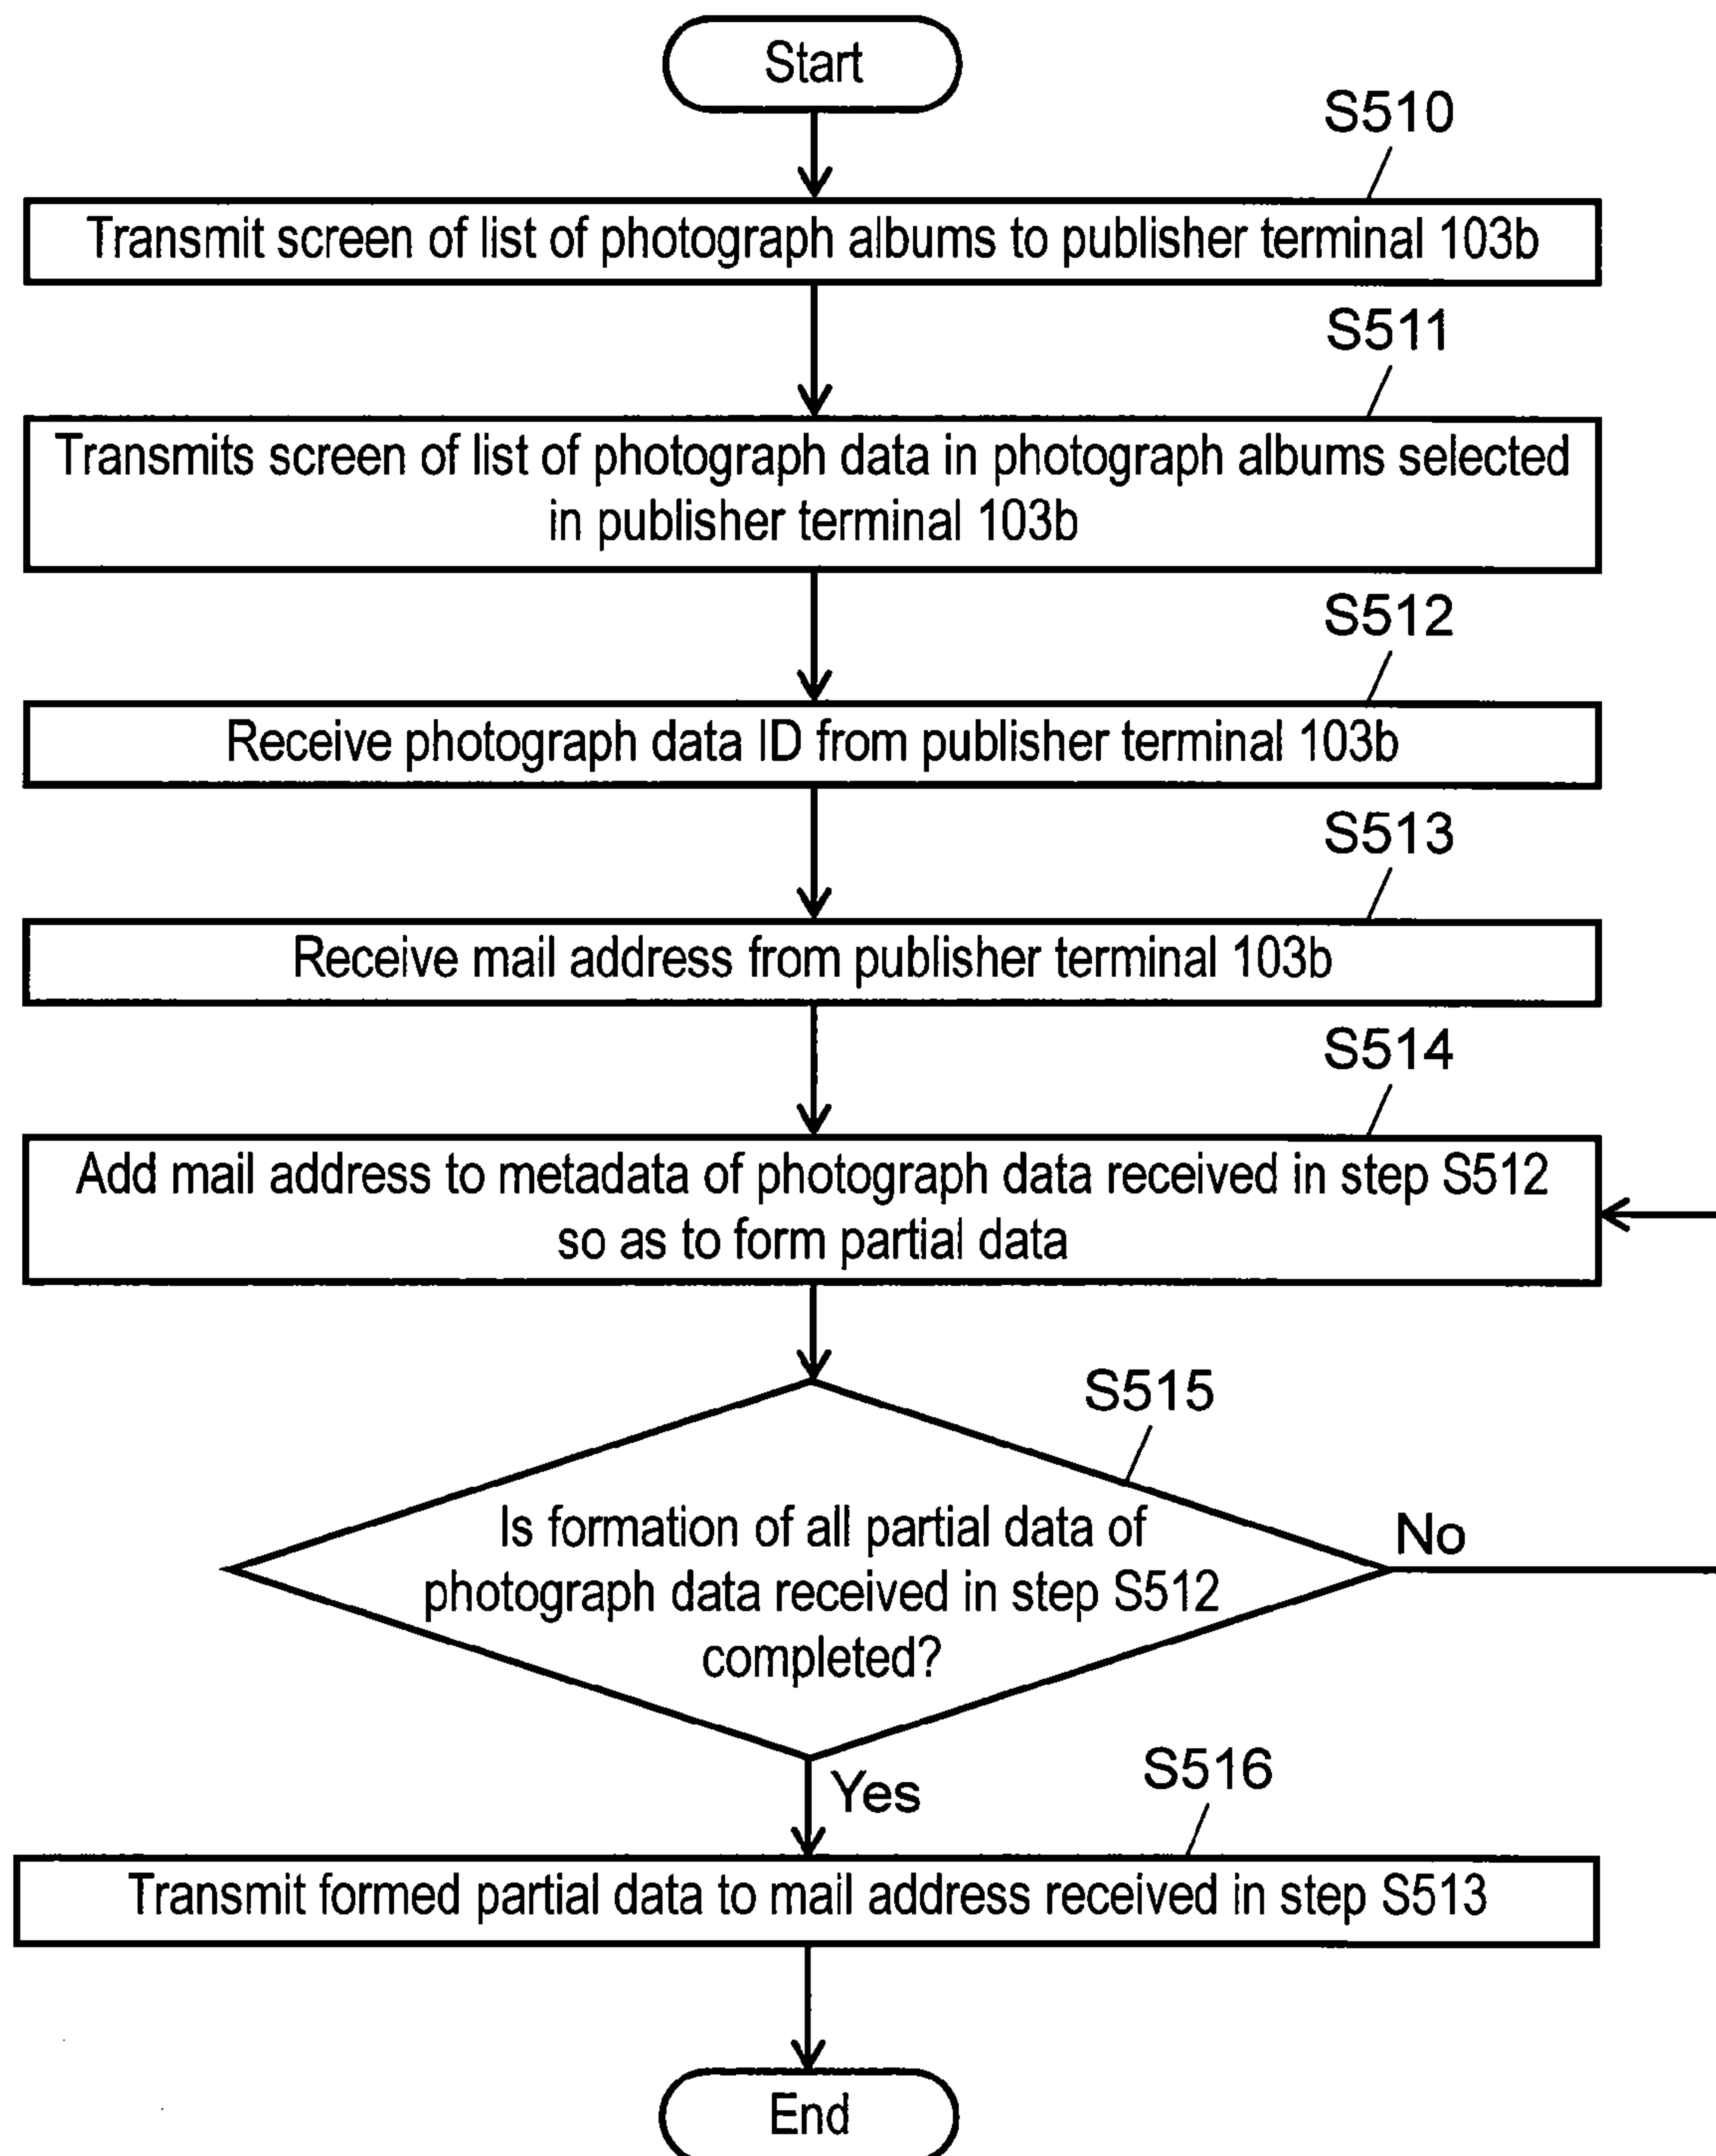 Start
S510
Transmit screen of list of photograph albums to publisher terminal 103b
S511
Transmits screen of list of photograph data in photograph albums selected
in publisher terminal 103b
S512
Receive photograph data ID from publisher terminal 103b
S513
Receive mail address from publisher terminal 103b
S514
Add mail address to metadata of photograph data received in step S512
so as to form partial data
S515
Is formation of all partial data of
photograph data received in step S512
completed?
No
Yes
S516
Transmit formed partial data to mail address received in step S513
End